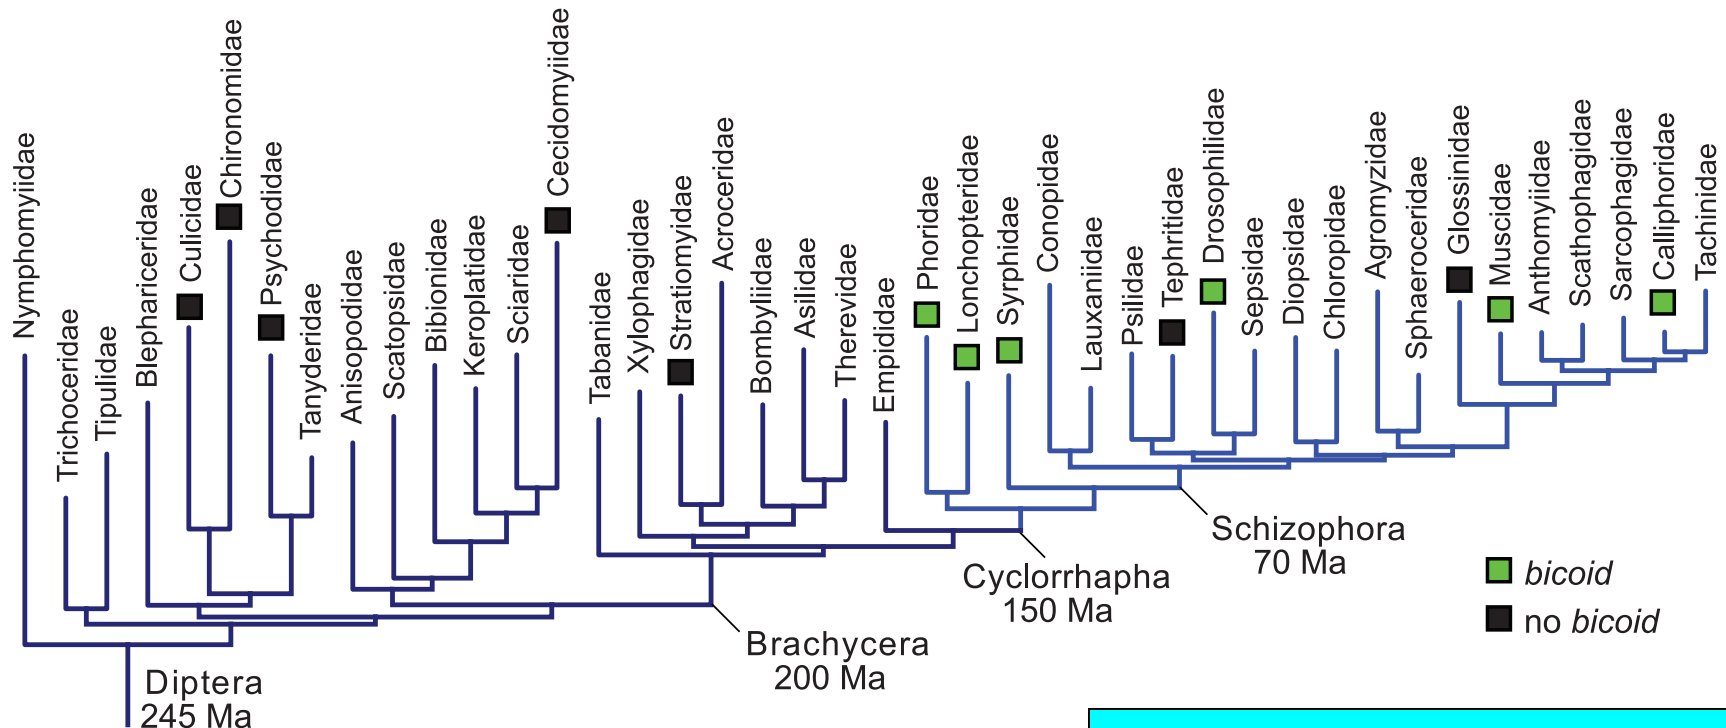 Nymphomyiidae
Trichoceridae
Tipulidae
Blephariceridae
Culicidae
Chironomidae
Psychodidae
Tanyderidae
Anisopodidae
Scatopsidae
Bibionidae
Keroplatidae
Sciaridae
Cecidomyiidae
Tabanidae
Xylophagidae
Stratiomyidae
Acroceridae
Bombyliidae
Asilidae
Therevidae
Empididae
Phoridae
Lonchopteridae
Syrphidae
Conopidae
Lauxaniidae
Psilidae
Tephritidae
Drosophilidae
Sepsidae
Diopsidae
Chloropidae
Agromyzidae
Sphaeroceridae
Glossinidae
Muscidae
Anthomyiidae
Scathophagidae
Sarcophagidae
Calliphoridae
Tachinidae
Schizophora
70 Ma
Cyclorrhapha
150 Ma
Brachycera
200 Ma
Diptera
245 Ma
bicoid
no bicoid